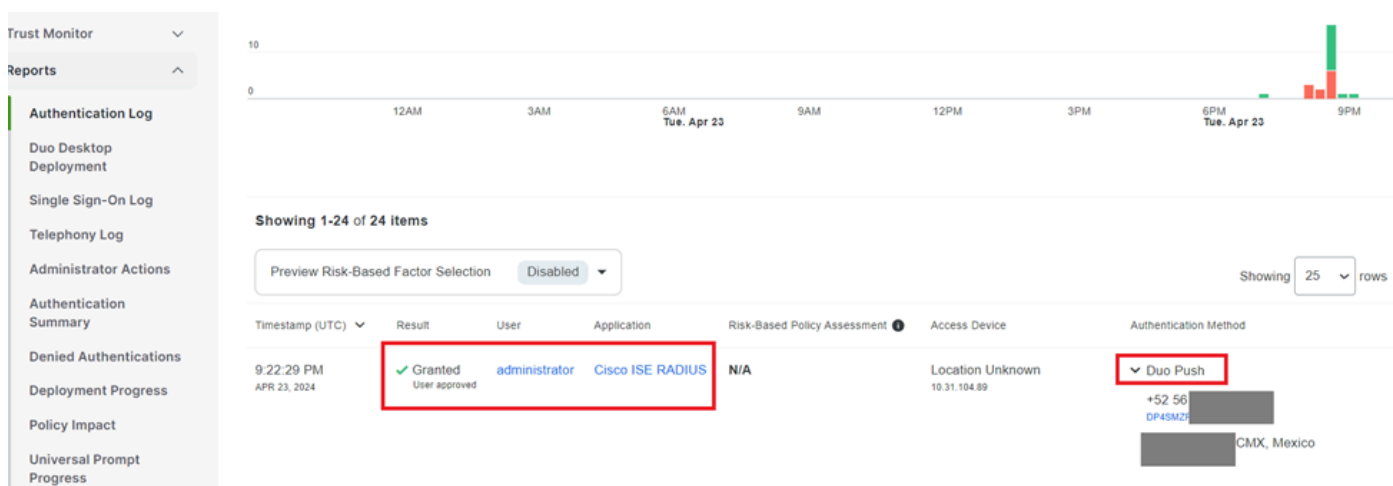 Trust Monitor
Reports
Authentication Log
Duo Desktop
Deployment
Single Sign-On Log
Telephony Log
Administrator Actions
Authentication
Summary
Denied Authentications
Deployment Progress
Policy Impact
Universal Prompt
Progress
10
0
12AM 3AM 6AM 9AM 12PM 3PM 6PM 9PM
Tue. Apr 23 Tue. Apr 23
Showing 1-24 of 24 items
Preview Risk-Based Factor Selection Disabled
Showing 25 rows
Timestamp (UTC) Result User Application Risk-Based Policy Assessment Access Device Authentication Method
9:22:29 PM Granted administrator Cisco ISE RADIUS N/A Location Unknown Duo Push
APR 23, 2024 User approved 10.31.104.89
+52 56
CMX, Mexico